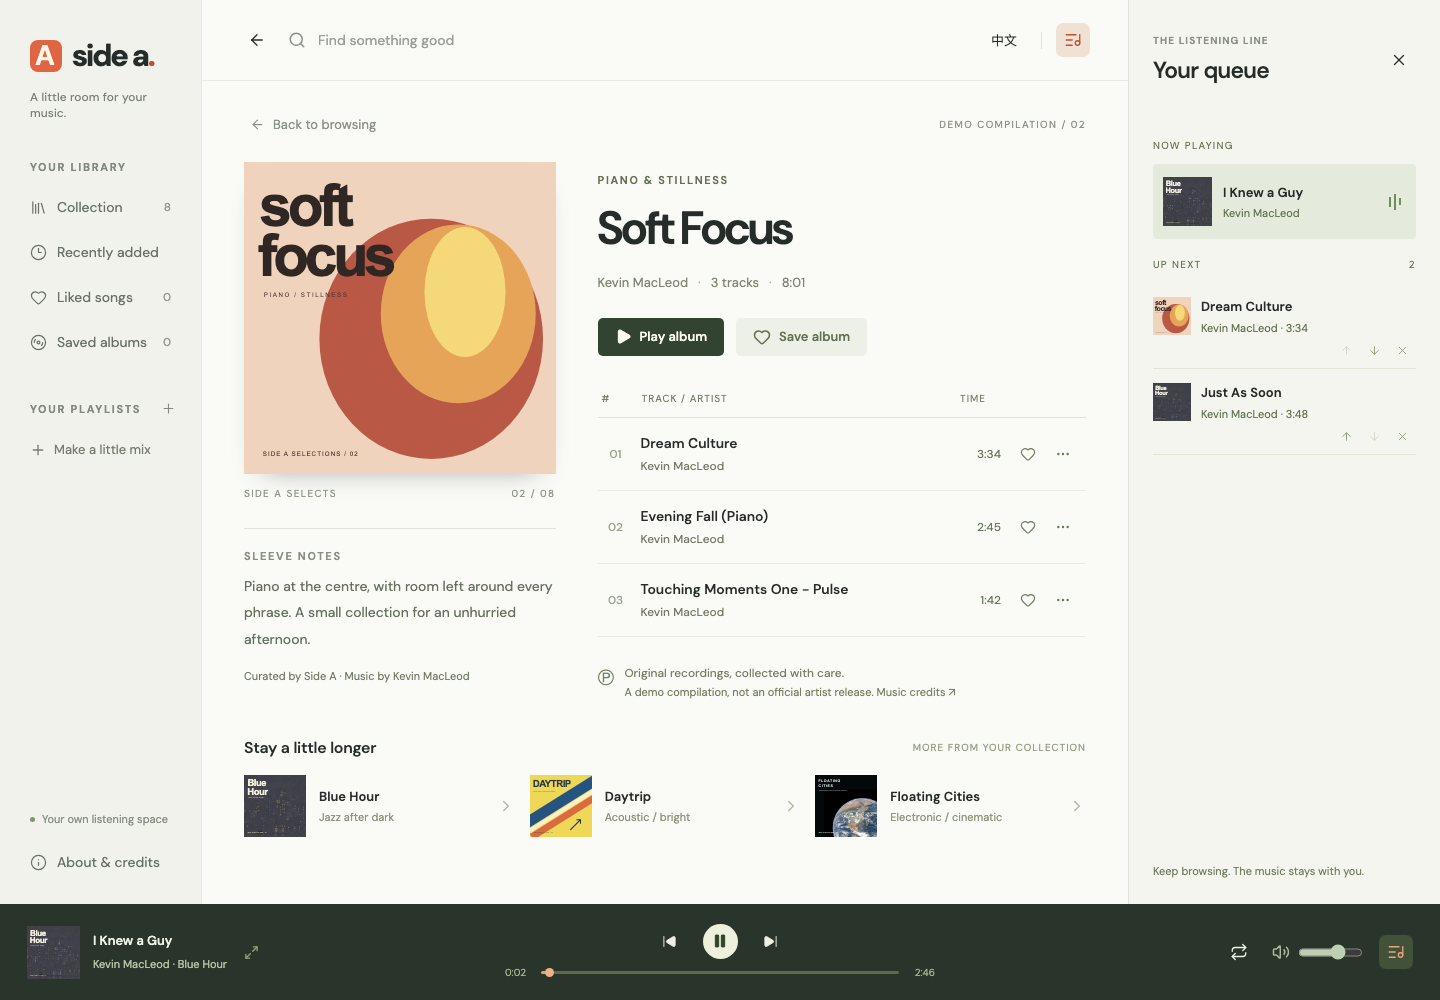 A side a.
A little room for your
music.
YOUR LIBRARY
Collection 8
Recently added
Liked songs 0
Saved albums 0
YOUR PLAYLISTS
Make a little mix
Your own listening space
About & credits
Find something good
中文
Back to browsing
DEMO COMPILATION / 02
soft
focus
PIANO / STILLNESS
SIDE A SELECTIONS / 02
SIDE A SELECTS 02 / 08
SLEEVE NOTES
Piano at the centre, with room left around every
phrase. A small collection for an unhurried
afternoon.
Curated by Side A · Music by Kevin MacLeod
PIANO & STILLNESS
Soft Focus
Kevin MacLeod · 3 tracks · 8:01
Play album
Save album
# TRACK / ARTIST TIME
01 Dream Culture 3:34
Kevin MacLeod
02 Evening Fall (Piano) 2:45
Kevin MacLeod
03 Touching Moments One - Pulse 1:42
Kevin MacLeod
Original recordings, collected with care.
A demo compilation, not an official artist release. Music credits
Stay a little longer
MORE FROM YOUR COLLECTION
Blue
Hour
Blue Hour
Jazz after dark
DAYTRIP
Daytrip
Acoustic / bright
FLOATING
CITIES
Floating Cities
Electronic / cinematic
THE LISTENING LINE
Your queue
NOW PLAYING
Blue
Hour
I Knew a Guy
Kevin MacLeod
UP NEXT 2
soft
focus
Dream Culture
Kevin MacLeod · 3:34
Blue
Hour
Just As Soon
Kevin MacLeod · 3:48
Keep browsing. The music stays with you.
Blue
Hour
I Knew a Guy
Kevin MacLeod · Blue Hour
0:02
2:46